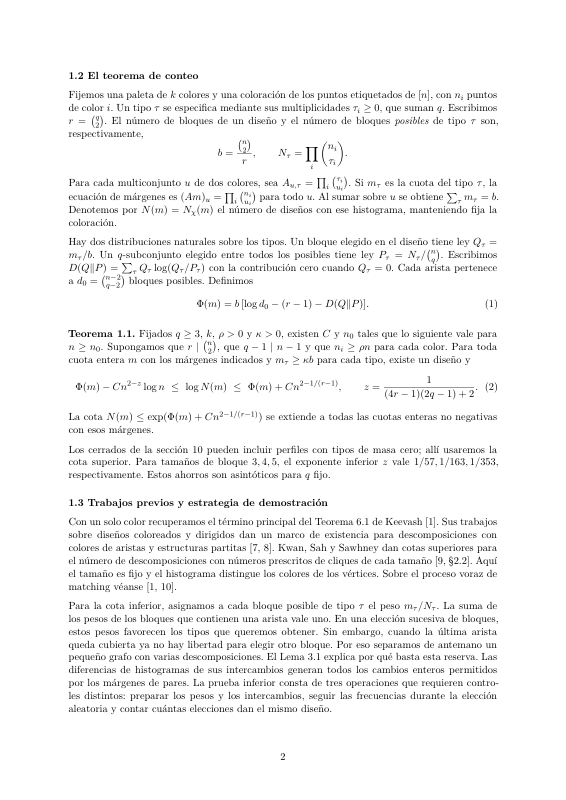 1.2 El teorema de conteo
Fijemos una paleta de k colores y una coloración de los puntos etiquetados de [n], con n_i puntos
de color i. Un tipo τ se especifica mediante sus multiplicidades τ_i ≥ 0, que suman q. Escribimos
r = \binom{q}{2}. El número de bloques de un diseño y el número de bloques posibles de tipo τ son,
respectivamente,
b = \frac{\binom{n}{2}}{r}, N_τ = ∏_i \binom{n_i}{τ_i}.
Para cada multiconjunto u de dos colores, sea A_{u,τ} = ∏_i \binom{τ_i}{u_i}. Si m_τ es la cuota del tipo τ, la
ecuación de márgenes es (Am)_u = ∏_i \binom{n_i}{u_i} para todo u. Al sumar sobre u se obtiene ∑_τ m_τ = b.
Denotemos por N(m) = N_χ(m) el número de diseños con ese histograma, manteniendo fija la
coloración.
Hay dos distribuciones naturales sobre los tipos. Un bloque elegido en el diseño tiene ley Q_τ =
m_τ/b. Un q-subconjunto elegido entre todos los posibles tiene ley P_τ = N_τ/\binom{n}{q}. Escribimos
D(Q∥P) = ∑_τ Q_τ log(Q_τ/P_τ) con la contribución cero cuando Q_τ = 0. Cada arista pertenece
a d_0 = \binom{n−2}{q−2} bloques posibles. Definimos
Φ(m) = b [log d_0 − (r − 1) − D(Q∥P)]. (1)
Teorema 1.1. Fijados q ≥ 3, k, ρ > 0 y κ > 0, existen C y n_0 tales que lo siguiente vale para
n ≥ n_0. Supongamos que r | \binom{n}{2}, que q − 1 | n − 1 y que n_i ≥ ρn para cada color. Para toda
cuota entera m con los márgenes indicados y m_τ ≥ κb para cada tipo, existe un diseño y
Φ(m) − Cn^{2−z} log n ≤ log N(m) ≤ Φ(m) + Cn^{2−1/(r−1)}, z = \frac{1}{(4r − 1)(2q − 1) + 2}. (2)
La cota N(m) ≤ exp(Φ(m) + Cn^{2−1/(r−1)}) se extiende a todas las cuotas enteras no negativas
con esos márgenes.
Los cerrados de la sección 10 pueden incluir perfiles con tipos de masa cero; allí usaremos la
cota superior. Para tamaños de bloque 3, 4, 5, el exponente inferior z vale 1/57, 1/163, 1/353,
respectivamente. Estos ahorros son asintóticos para q fijo.
1.3 Trabajos previos y estrategia de demostración
Con un solo color recuperamos el término principal del Teorema 6.1 de Keevash [1]. Sus trabajos
sobre diseños coloreados y dirigidos dan un marco de existencia para descomposiciones con
colores de aristas y estructuras partitas [7, 8]. Kwan, Sah y Sawhney dan cotas superiores para
el número de descomposiciones con números prescritos de cliques de cada tamaño [9, §2.2]. Aquí
el tamaño es fijo y el histograma distingue los colores de los vértices. Sobre el proceso voraz de
matching véanse [1, 10].
Para la cota inferior, asignamos a cada bloque posible de tipo τ el peso m_τ/N_τ. La suma de
los pesos de los bloques que contienen una arista vale uno. En una elección sucesiva de bloques,
estos pesos favorecen los tipos que queremos obtener. Sin embargo, cuando la última arista
queda cubierta ya no hay libertad para elegir otro bloque. Por eso separamos de antemano un
pequeño grafo con varias descomposiciones. El Lema 3.1 explica por qué basta esta reserva. Las
diferencias de histogramas de sus intercambios generan todos los cambios enteros permitidos
por los márgenes de pares. La prueba inferior consta de tres operaciones que requieren contro-
les distintos: preparar los pesos y los intercambios, seguir las frecuencias durante la elección
aleatoria y contar cuántas elecciones dan el mismo diseño.
2